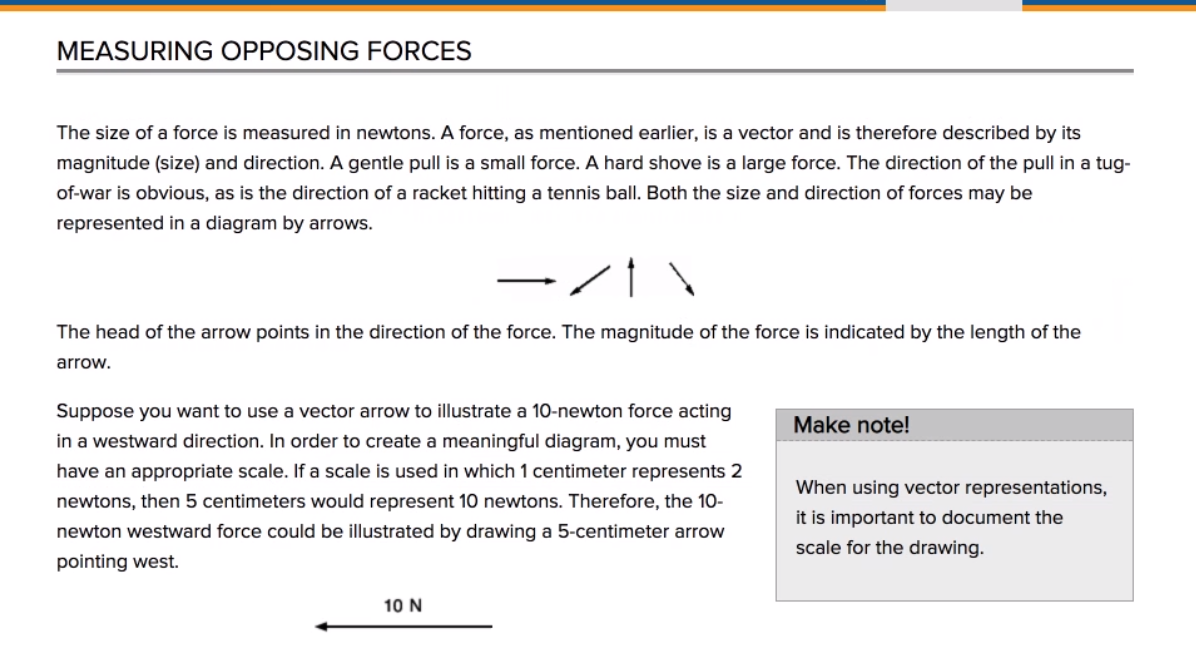 MEASURING OPPOSING FORCES
The size of a force is measured in newtons. A force, as mentioned earlier, is a vector and is therefore described by its
magnitude (size) and direction. A gentle pull is a small force. A hard shove is a large force. The direction of the pull in a tug-
of-war is obvious, as is the direction of a racket hitting a tennis ball. Both the size and direction of forces may be
represented in a diagram by arrows.
The head of the arrow points in the direction of the force. The magnitude of the force is indicated by the length of the
arrow.
Suppose you want to use a vector arrow to illustrate a 10-newton force acting
in a westward direction. In order to create a meaningful diagram, you must
have an appropriate scale. If a scale is used in which 1 centimeter represents 2
newtons, then 5 centimeters would represent 10 newtons. Therefore, the 10-
newton westward force could be illustrated by drawing a 5-centimeter arrow
pointing west.
Make note!
When using vector representations,
it is important to document the
scale for the drawing.
10 N